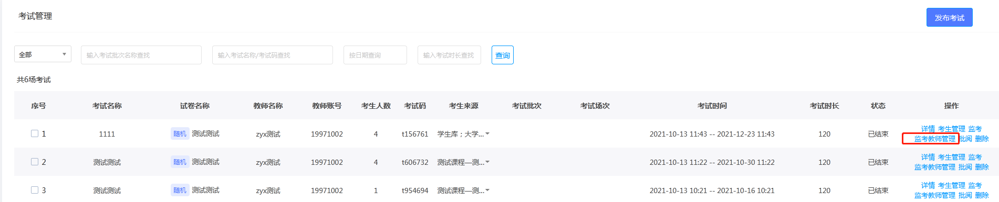 考试管理
发布考试
全部 输入考试批次名称查找 输入考试名称/考试码查找 按日期查询 输入考试时长查找 查询
共6场考试
序号 考试名称 试卷名称 教师名称 教师账号 考生人数 考试码 考生来源 考试批次 考试场次 考试时间 考试时长 状态 操作
1 1111 随机 测试测试 zyx测试 19971002 4 t156761 学生库；大学... 2021-10-13 11:43 -- 2021-12-23 11:43 120 已结束 详情 考生管理 监考
监考教师管理 批阅 删除
2 测试测试 随机 测试测试 zyx测试 19971002 4 t606732 测试课程—测... 2021-10-13 11:22 -- 2021-10-30 11:22 120 已结束 详情 考生管理 监考
监考教师管理 批阅 删除
3 测试测试 随机 测试测试 zyx测试 19971002 1 t954694 测试课程—测... 2021-10-13 10:21 -- 2021-10-16 10:21 120 已结束 详情 考生管理 监考
监考教师管理 批阅 删除